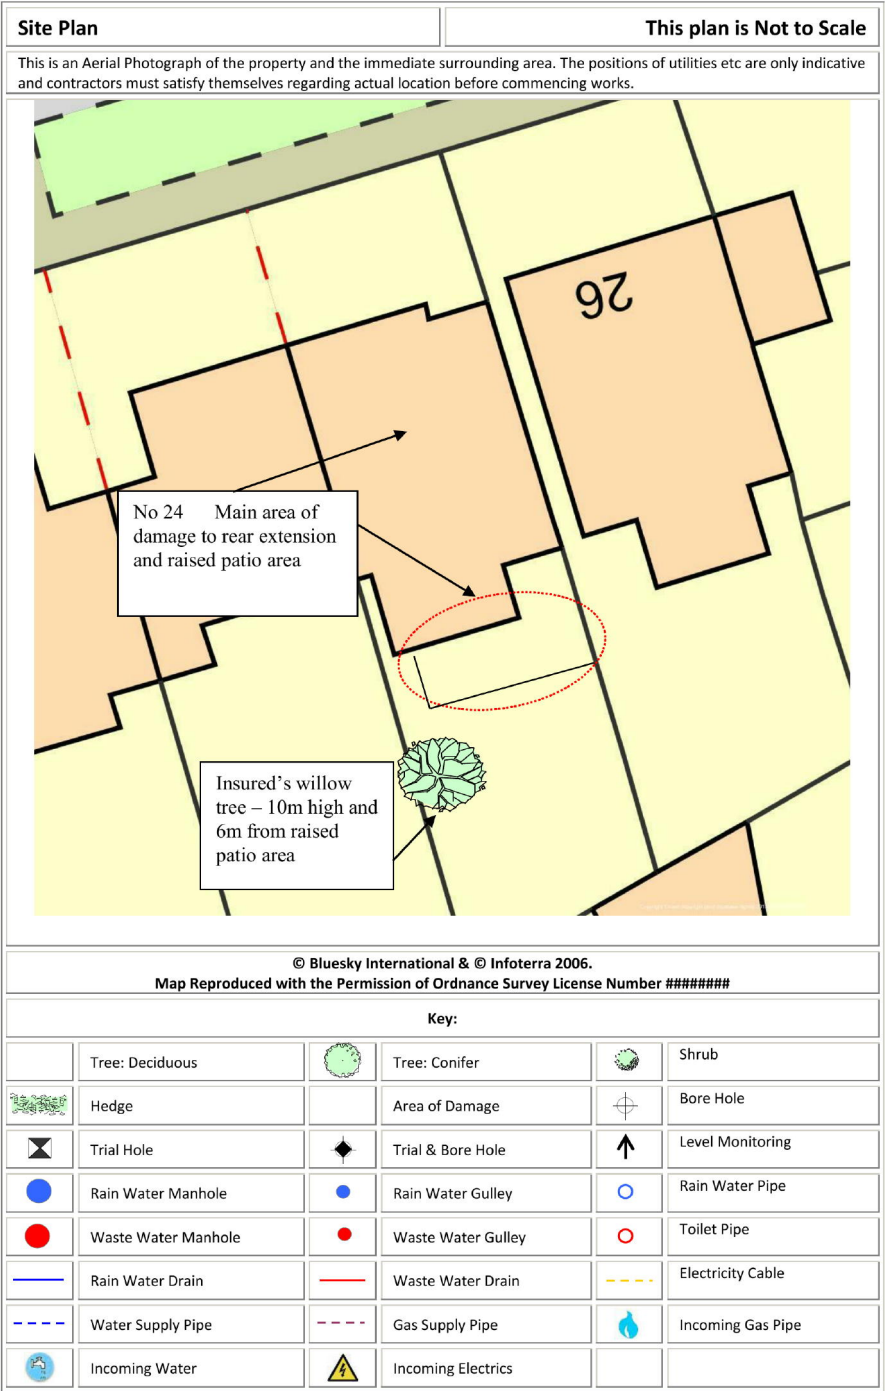 Site Plan
This plan is Not to Scale
This is an Aerial Photograph of the property and the immediate surrounding area. The positions of utilities etc are only indicative
and contractors must satisfy themselves regarding actual location before commencing works.
26
No 24 Main area of
damage to rear extension
and raised patio area
Insured’s willow
tree – 10m high and
6m from raised
patio area
© Bluesky International & © Infoterra 2006.
Map Reproduced with the Permission of Ordnance Survey License Number ########
Key:
Tree: Deciduous
Tree: Conifer
Shrub
Hedge
Area of Damage
Bore Hole
Trial Hole
Trial & Bore Hole
Level Monitoring
Rain Water Manhole
Rain Water Gulley
Rain Water Pipe
Waste Water Manhole
Waste Water Gulley
Toilet Pipe
Rain Water Drain
Waste Water Drain
Electricity Cable
Water Supply Pipe
Gas Supply Pipe
Incoming Gas Pipe
Incoming Water
Incoming Electrics